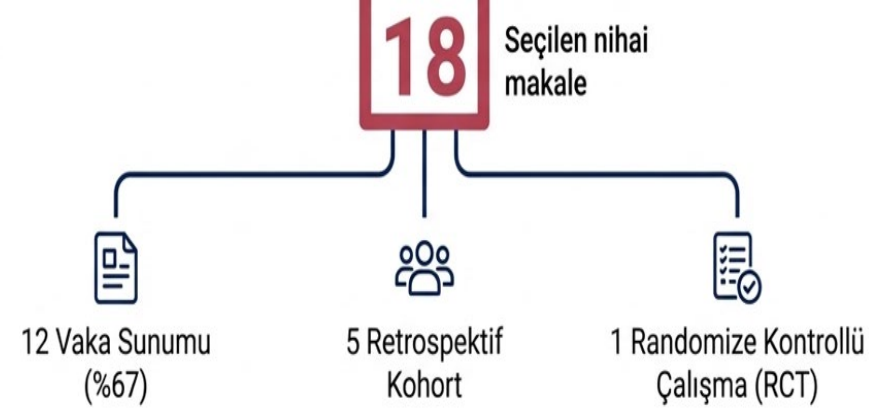 18
Seçilen nihai
makale
12 Vaka Sunumu
(%67)
5 Retrospektif
Kohort
1 Randomize Kontrollü
Çalışma (RCT)